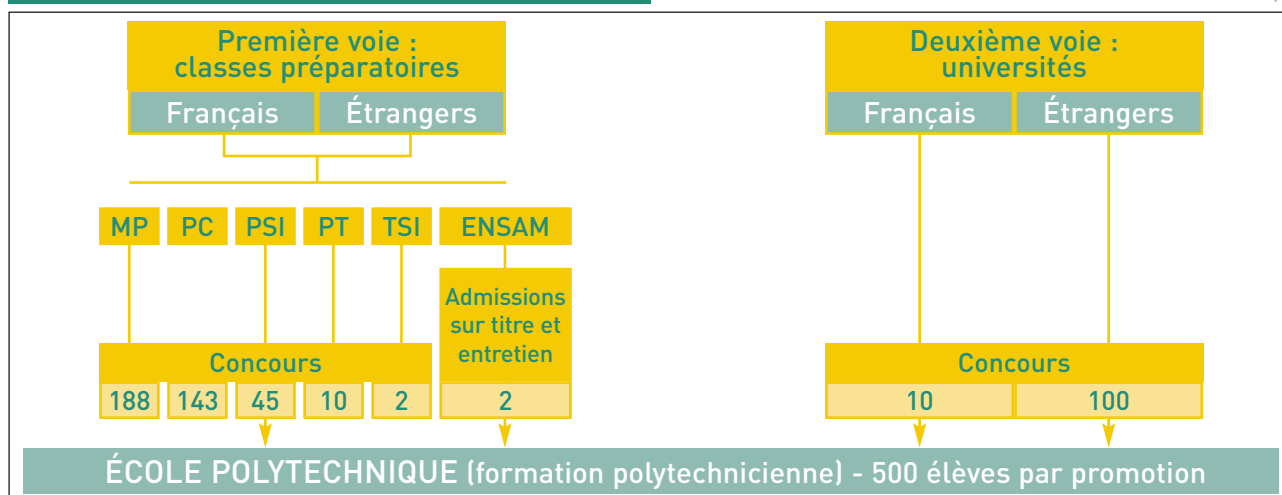 Première voie :
classes préparatoires
Français Étrangers
Deuxième voie :
universités
Français Étrangers
MP PC PSI PT TSI ENSAM
Admissions
sur titre et
entretien
Concours
188 143 45 10 2 2
Concours
10 100
ÉCOLE POLYTECHNIQUE (formation polytechnicienne) - 500 élèves par promotion